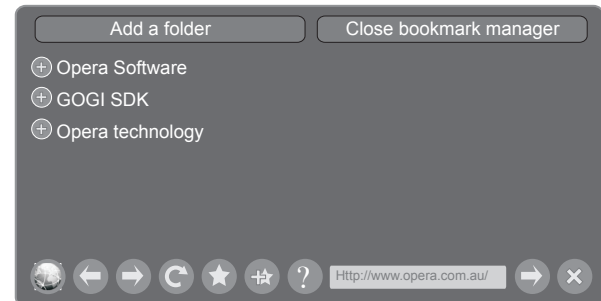 Add a folder
Close bookmark manager
Opera Software
GOGI SDK
Opera technology
? Http://www.opera.com.au/